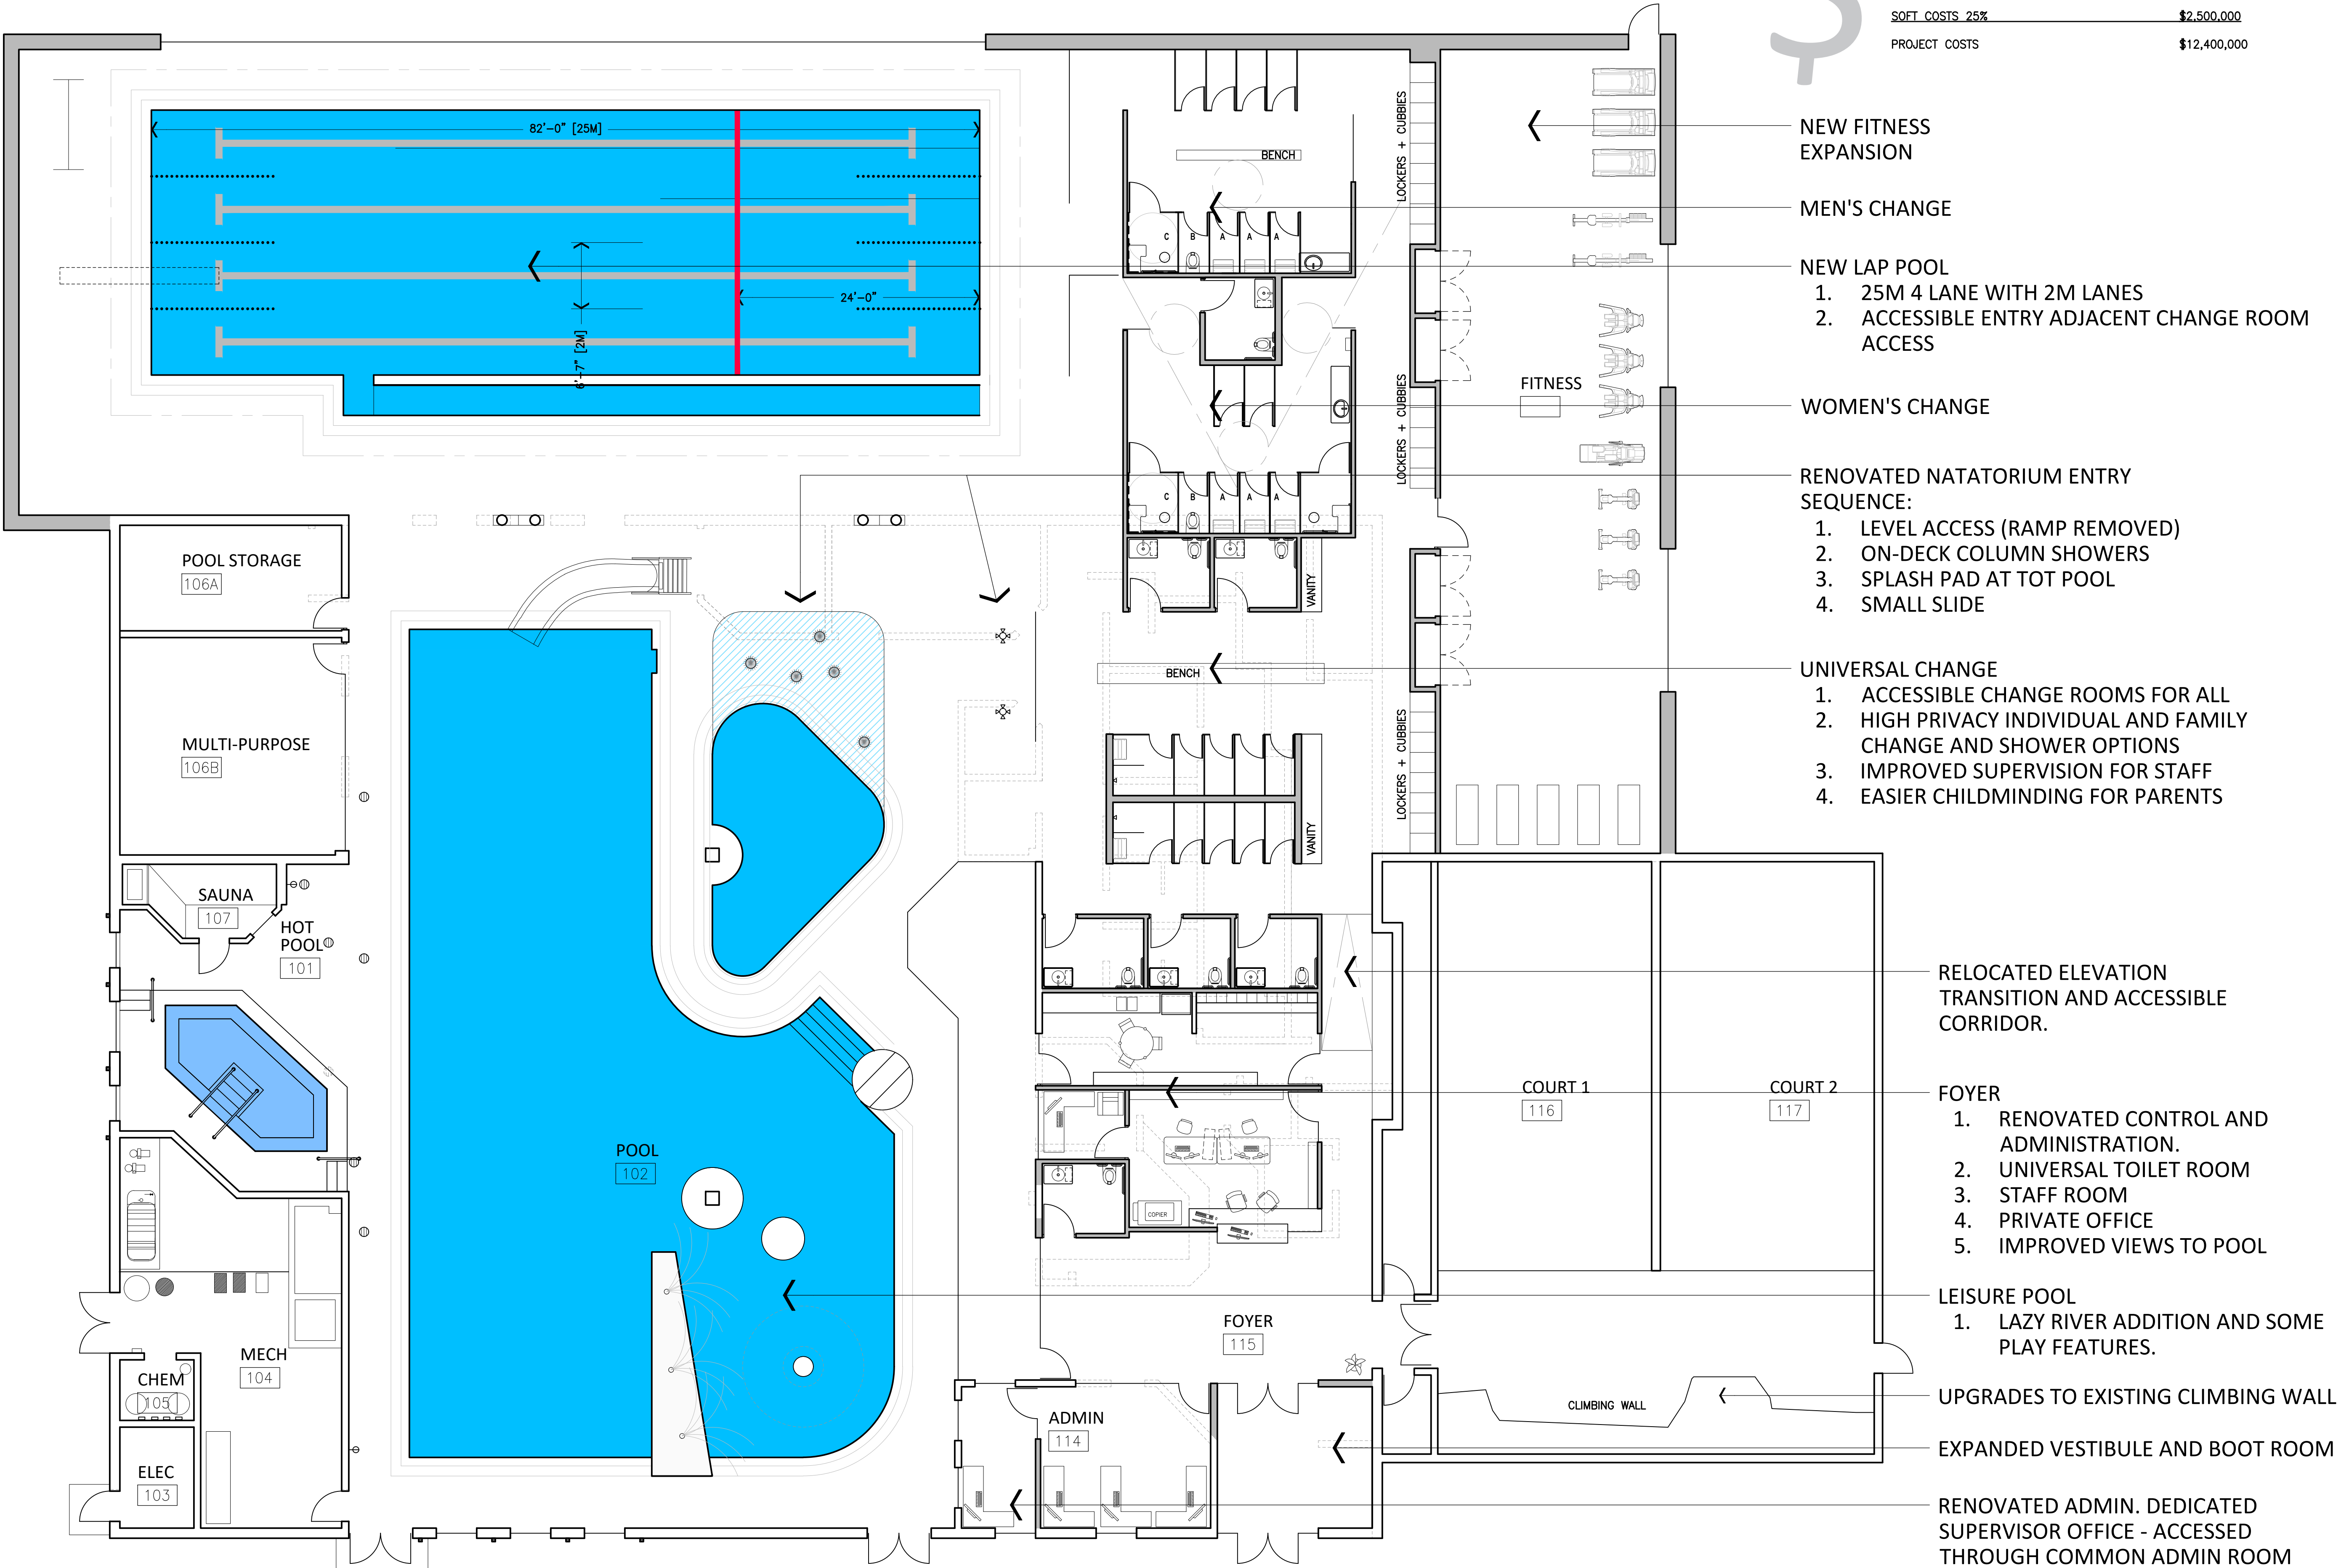 $
SOFT COSTS 25% $2,500,000
PROJECT COSTS $12,400,000
NEW FITNESS
EXPANSION
MEN'S CHANGE
NEW LAP POOL
1. 25M 4 LANE WITH 2M LANES
2. ACCESSIBLE ENTRY ADJACENT CHANGE ROOM
ACCESS
WOMEN'S CHANGE
RENOVATED NATATORIUM ENTRY
SEQUENCE:
1. LEVEL ACCESS (RAMP REMOVED)
2. ON-DECK COLUMN SHOWERS
3. SPLASH PAD AT TOT POOL
4. SMALL SLIDE
UNIVERSAL CHANGE
1. ACCESSIBLE CHANGE ROOMS FOR ALL
2. HIGH PRIVACY INDIVIDUAL AND FAMILY
CHANGE AND SHOWER OPTIONS
3. IMPROVED SUPERVISION FOR STAFF
4. EASIER CHILDMINDING FOR PARENTS
RELOCATED ELEVATION
TRANSITION AND ACCESSIBLE
CORRIDOR.
FOYER
1. RENOVATED CONTROL AND
ADMINISTRATION.
2. UNIVERSAL TOILET ROOM
3. STAFF ROOM
4. PRIVATE OFFICE
5. IMPROVED VIEWS TO POOL
LEISURE POOL
1. LAZY RIVER ADDITION AND SOME
PLAY FEATURES.
UPGRADES TO EXISTING CLIMBING WALL
EXPANDED VESTIBULE AND BOOT ROOM
RENOVATED ADMIN. DEDICATED
SUPERVISOR OFFICE - ACCESSED
THROUGH COMMON ADMIN ROOM
82'-0" [25M]
24'-0"
6'-7" [2M]
BENCH
LOCKERS + CUBBIES
C B A A A
FITNESS
LOCKERS + CUBBIES
C B A A A
VANITY
BENCH
LOCKERS + CUBBIES
VANITY
POOL STORAGE
106A
MULTI-PURPOSE
106B
SAUNA
107
HOT
POOL
101
POOL
102
COURT 1
116
COURT 2
117
COPIER
FOYER
115
MECH
104
CHEM
105
ELEC
103
ADMIN
114
CLIMBING WALL